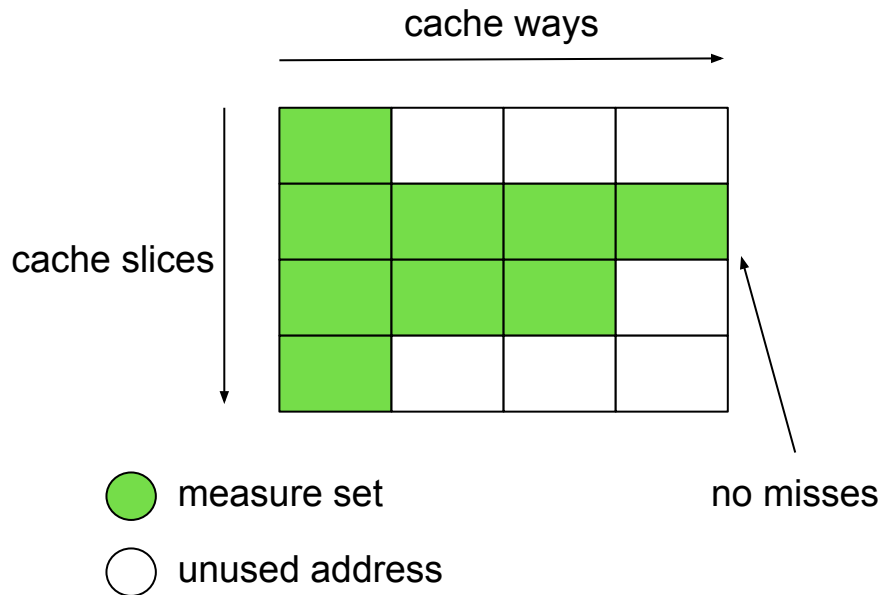 cache ways
cache slices
measure set
no misses
unused address